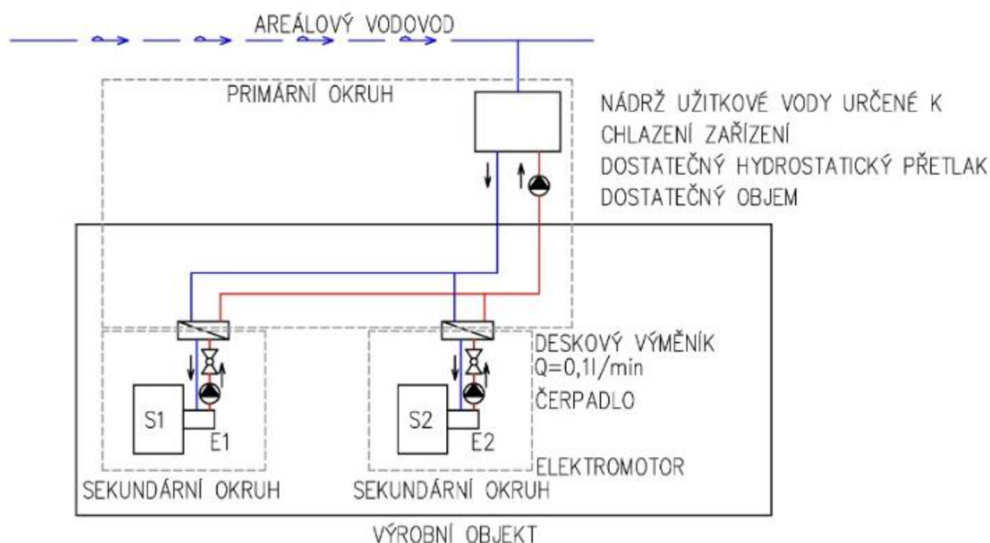 AREÁLOVÝ VODOVOD
PRIMÁRNÍ OKRUH
NÁDRŽ UŽITKOVÉ VODY URČENÉ K
CHLAZENÍ ZAŘÍZENÍ
DOSTATEČNÝ HYDROSTATICKÝ PŘETLAK
DOSTATEČNÝ OBJEM
DESKOVÝ VÝMĚNÍK
Q=0,1l/min
ČERPADLO
S1
E1
S2
E2
ELEKTROMOTOR
SEKUNDÁRNÍ OKRUH
SEKUNDÁRNÍ OKRUH
VÝROBNÍ OBJEKT